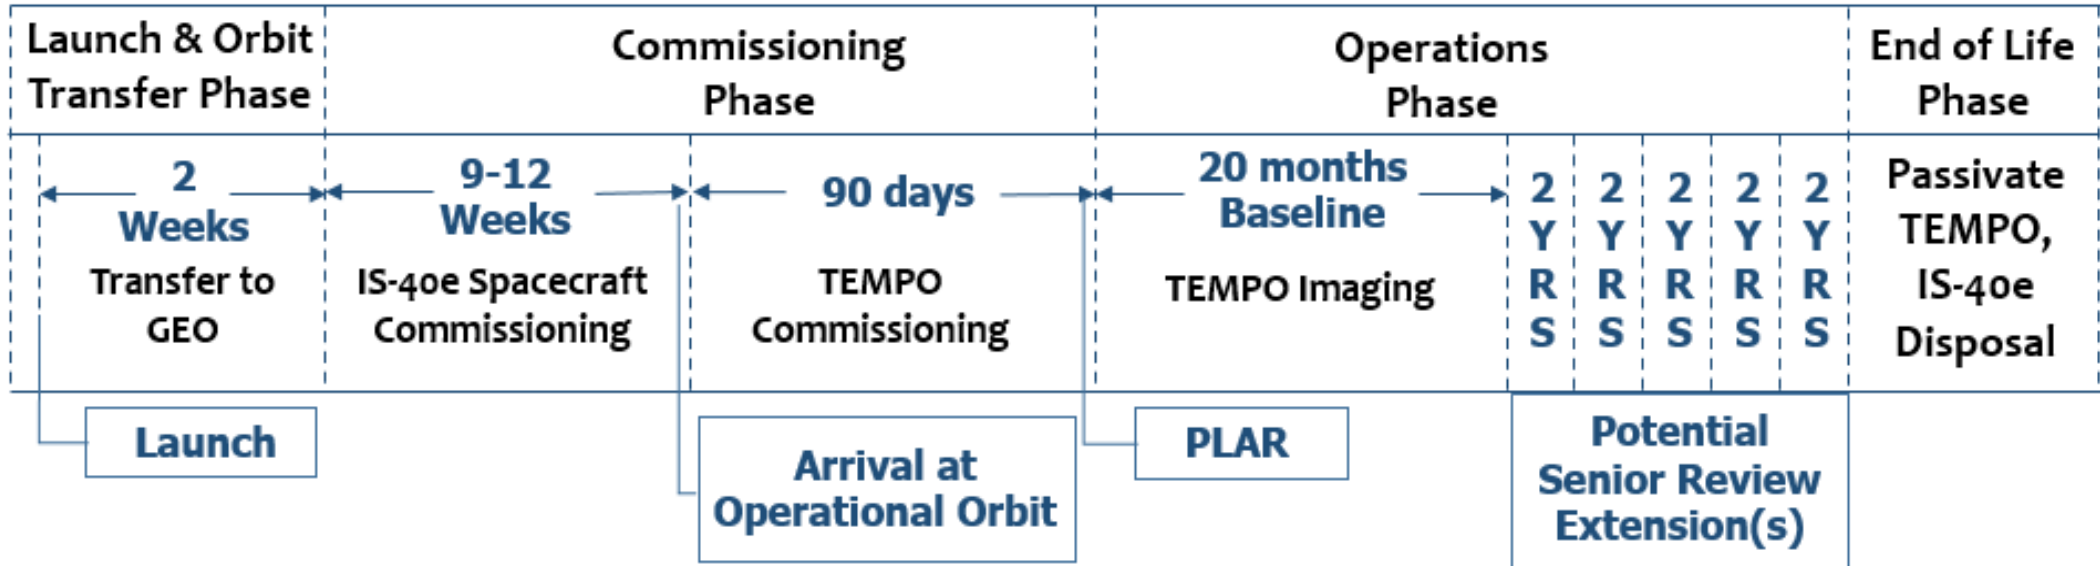 Launch & Orbit
Transfer Phase
Commissioning
Phase
Operations
Phase
End of Life
Phase
2
Weeks
Transfer to
GEO
9-12
Weeks
IS-40e Spacecraft
Commissioning
90 days
TEMPO
Commissioning
20 months
Baseline
TEMPO Imaging
2
Y
R
S
2
Y
R
S
2
Y
R
S
2
Y
R
S
2
Y
R
S
Passivate
TEMPO,
IS-40e
Disposal
Launch
Arrival at
Operational Orbit
PLAR
Potential
Senior Review
Extension(s)